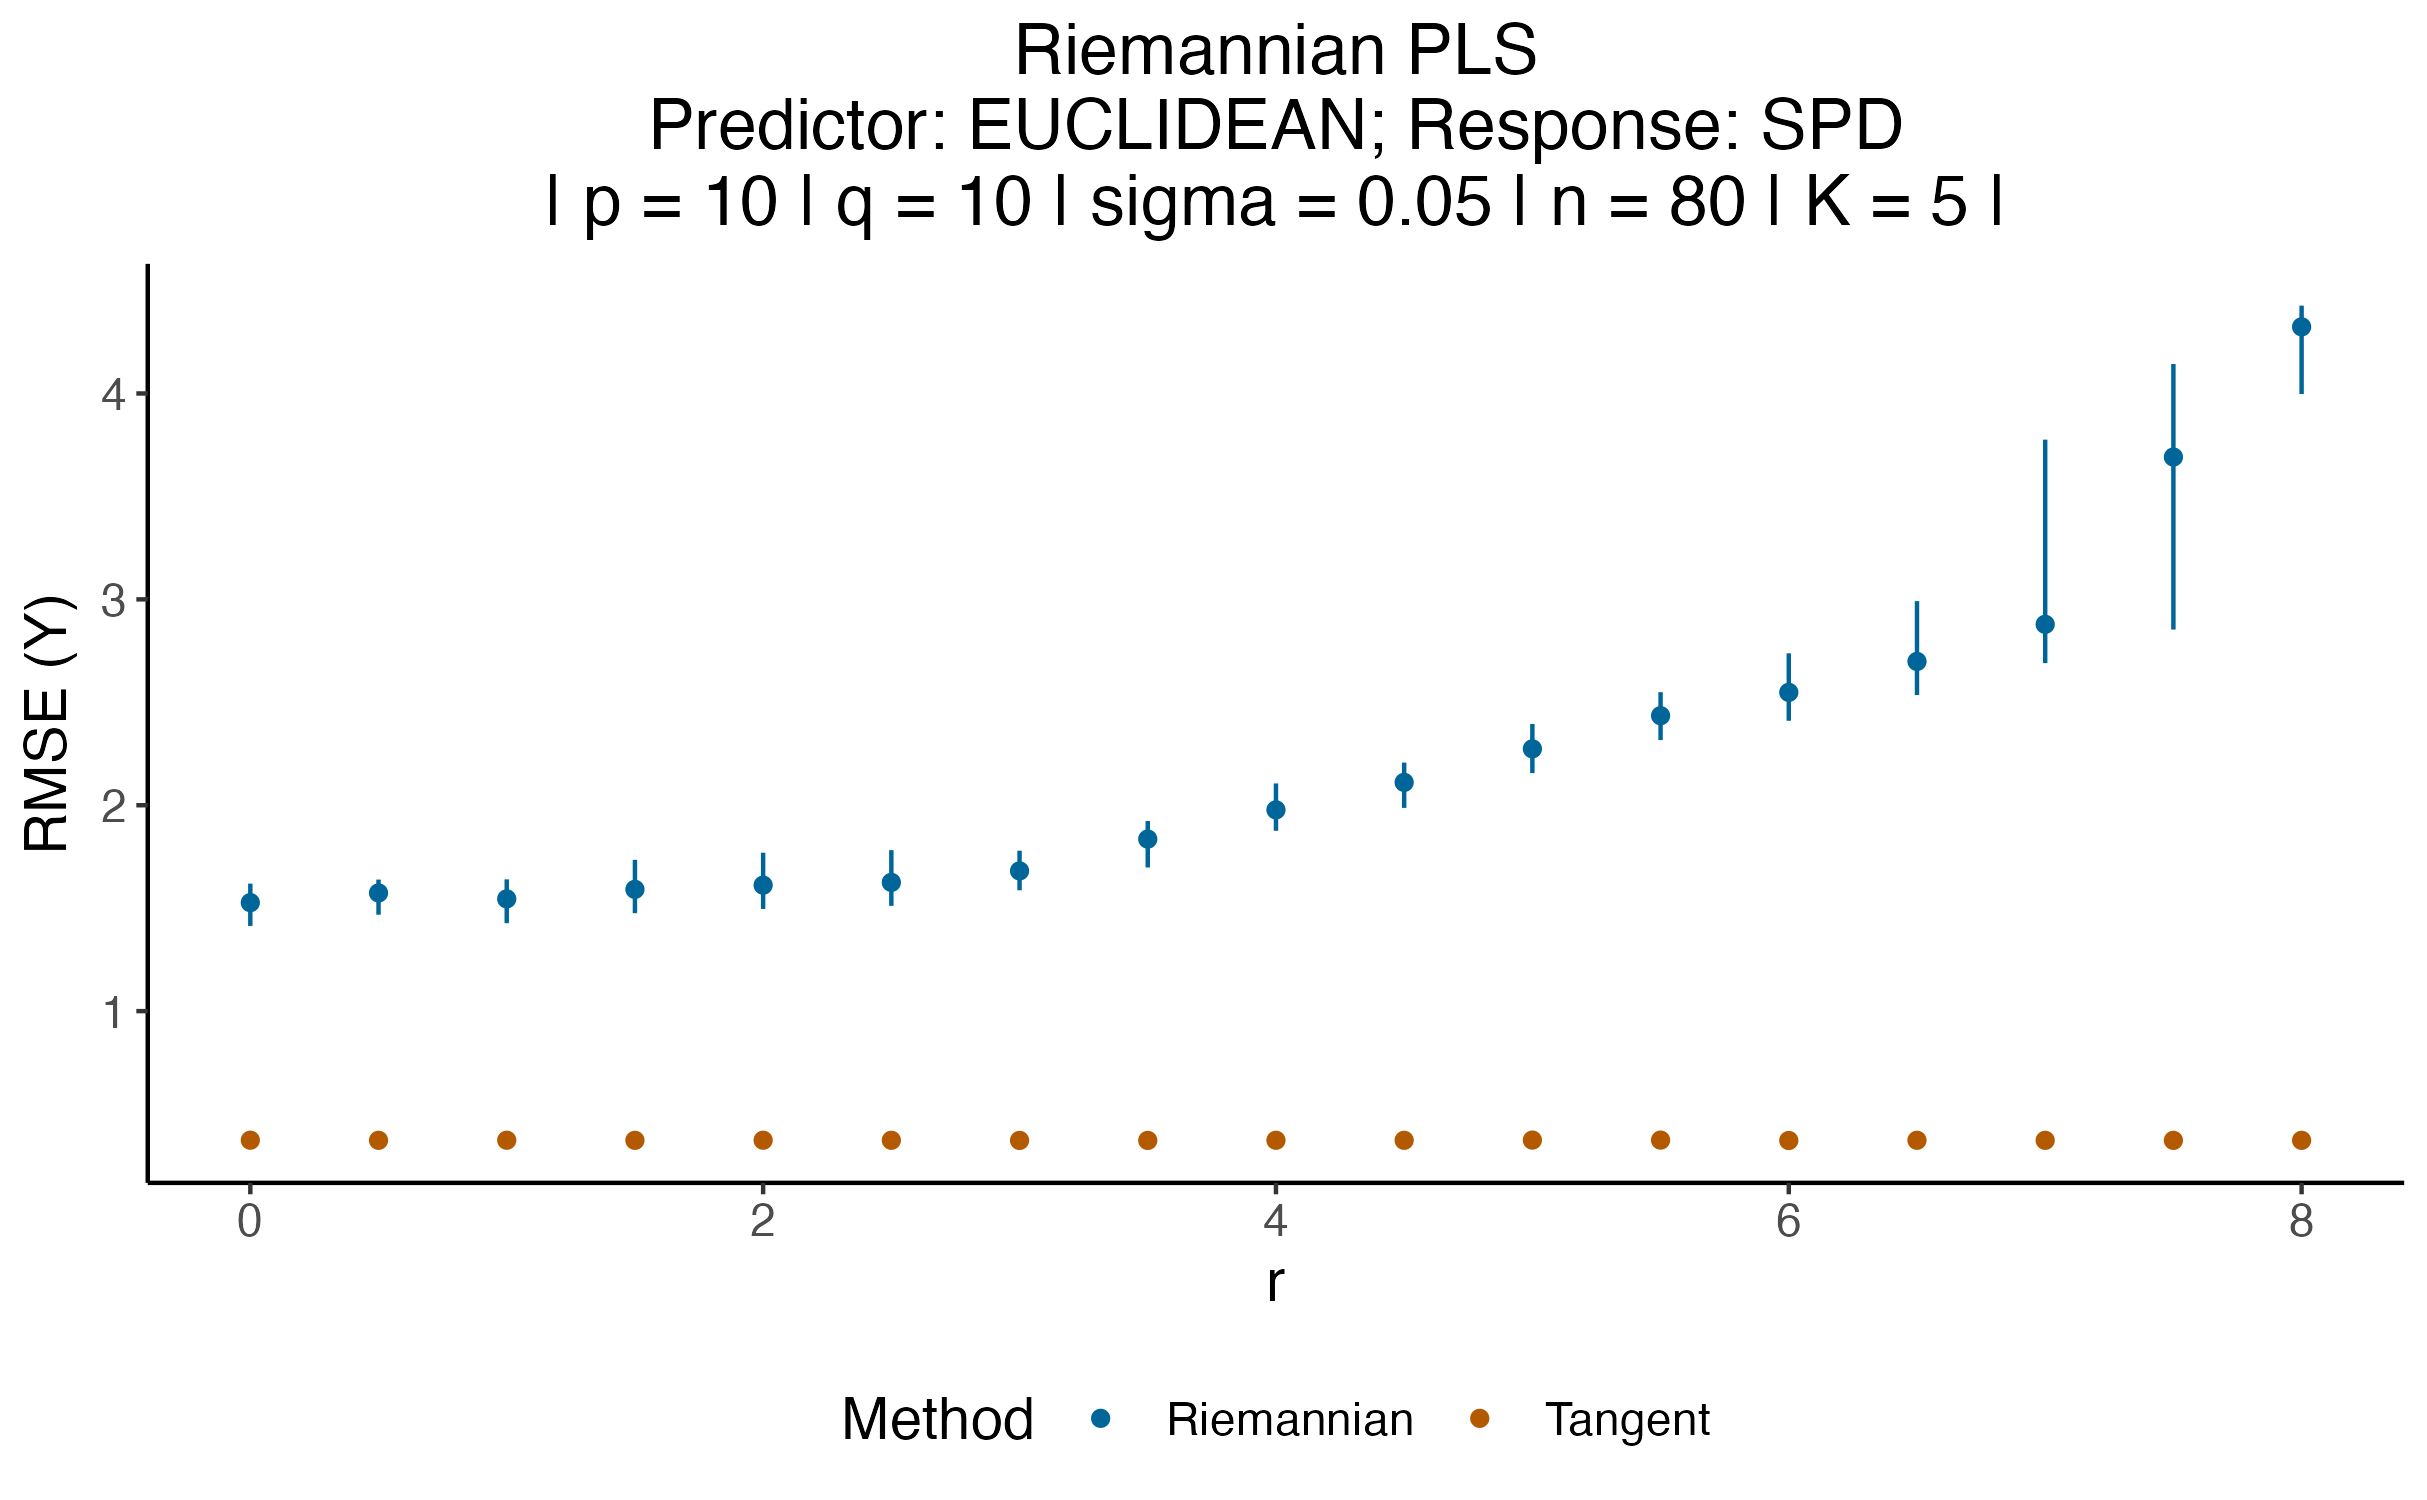 Riemannian PLS
Predictor: EUCLIDEAN; Response: SPD
| p = 10 | q = 10 | sigma = 0.05 | n = 80 | K = 5 |
RMSE (Y)
4
3
2
1
0 2 4 6 8
r
Method Riemannian Tangent